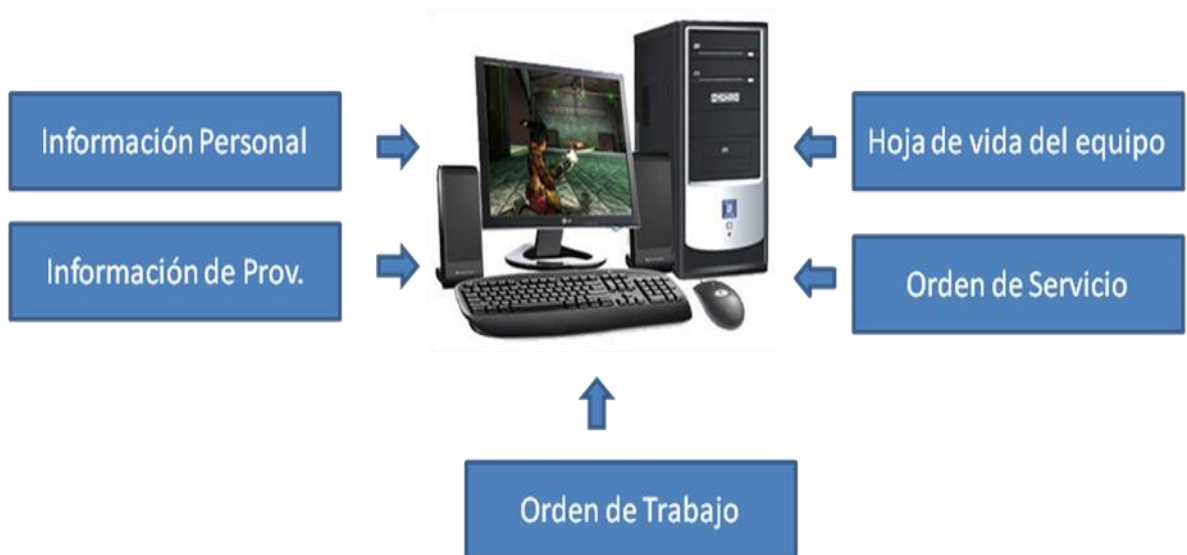 Información Personal
Hoja de vida del equipo
Información de Prov.
Orden de Servicio
Orden de Trabajo